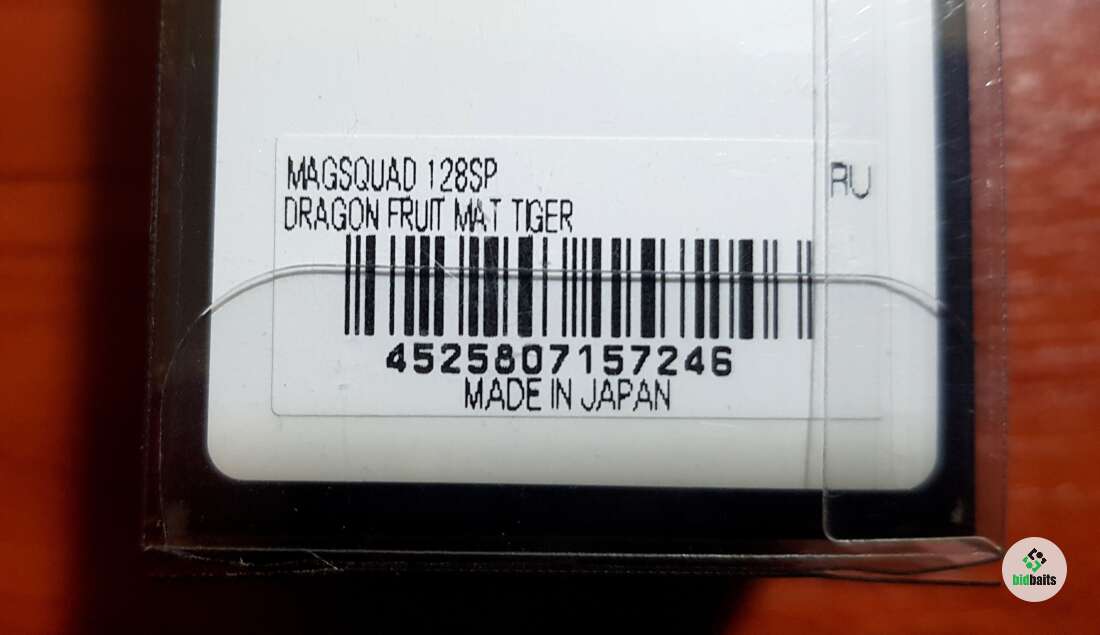 MAGSQUAD 128SP
RU
DRAGON FRUIT MAT TIGER
4525807157246
MADE IN JAPAN
bidbaits